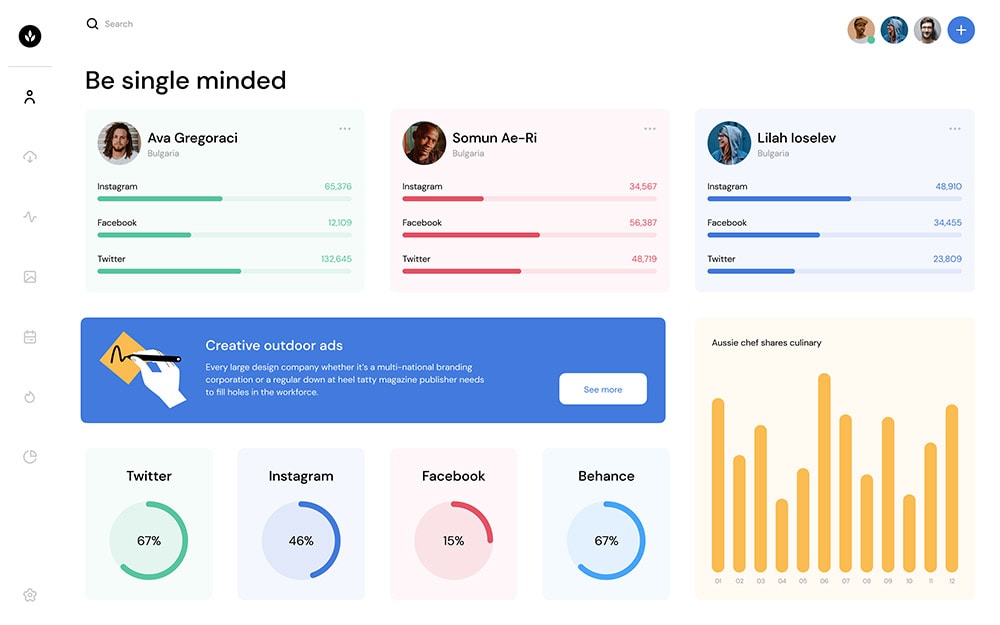 Search
Be single minded
Ava Gregoraci
Bulgaria
Instagram 65,376
Facebook 12,109
Twitter 132,645
Somun Ae-Ri
Bulgaria
Instagram 34,567
Facebook 56,387
Twitter 48,719
Lilah Ioselev
Bulgaria
Instagram 48,910
Facebook 34,455
Twitter 23,809
Creative outdoor ads
Every large design company whether it's a multi-national branding
corporation or a regular down at heel tatty magazine publisher needs
to fill holes in the workforce.
See more
Aussie chef shares culinary
01 02 03 04 05 06 07 08 09 10 11 12
Twitter
67%
Instagram
46%
Facebook
15%
Behance
67%